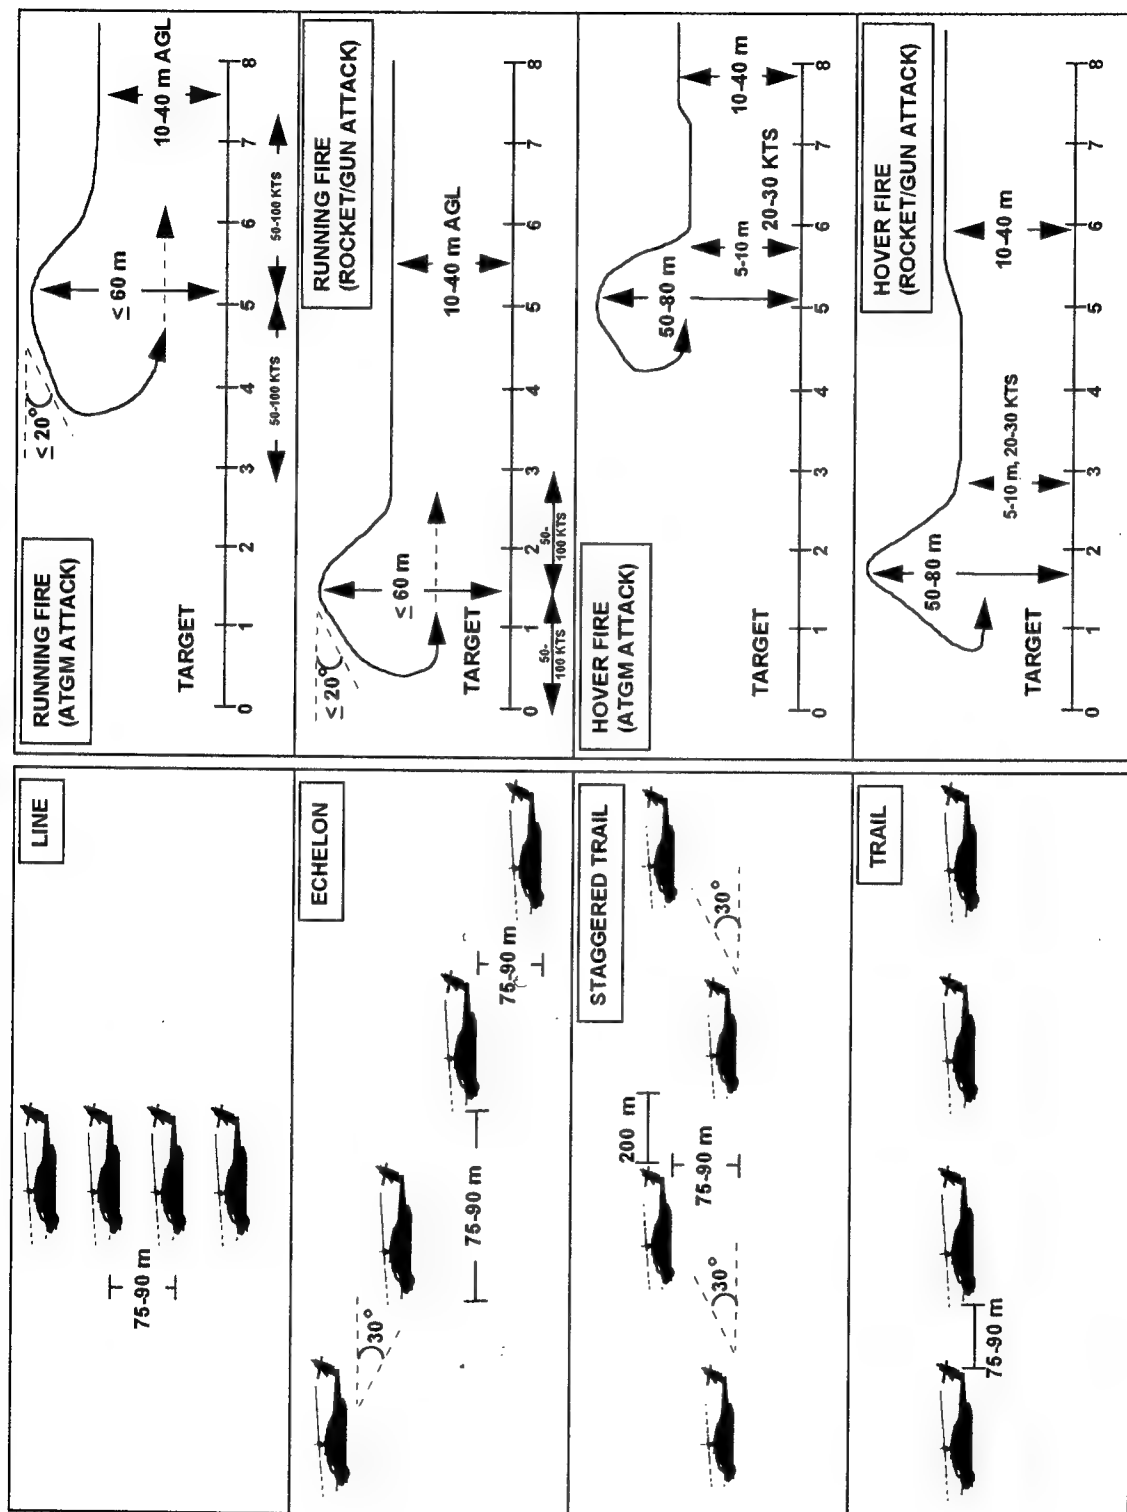 LINE
75-90 m
ECHELON
30°
75-90 m
75-90 m
STAGGERED TRAIL
30°
200 m
75-90 m
30°
TRAIL
75-90 m
RUNNING FIRE
(ATGM ATTACK)
≤ 20°
≤ 60 m
10-40 m AGL
TARGET
0 1 2 3 4 5 6 7 8
50-100 KTS 50-100 KTS
RUNNING FIRE
(ROCKET/GUN ATTACK)
≤ 20°
≤ 60 m
10-40 m AGL
TARGET
0 1 2 3 4 5 6 7 8
50-
100 KTS
50-
100 KTS
HOVER FIRE
(ATGM ATTACK)
50-80 m
5-10 m
20-30 KTS
10-40 m
TARGET
0 1 2 3 4 5 6 7 8
HOVER FIRE
(ROCKET/GUN ATTACK)
50-80 m
5-10 m, 20-30 KTS
10-40 m
TARGET
0 1 2 3 4 5 6 7 8